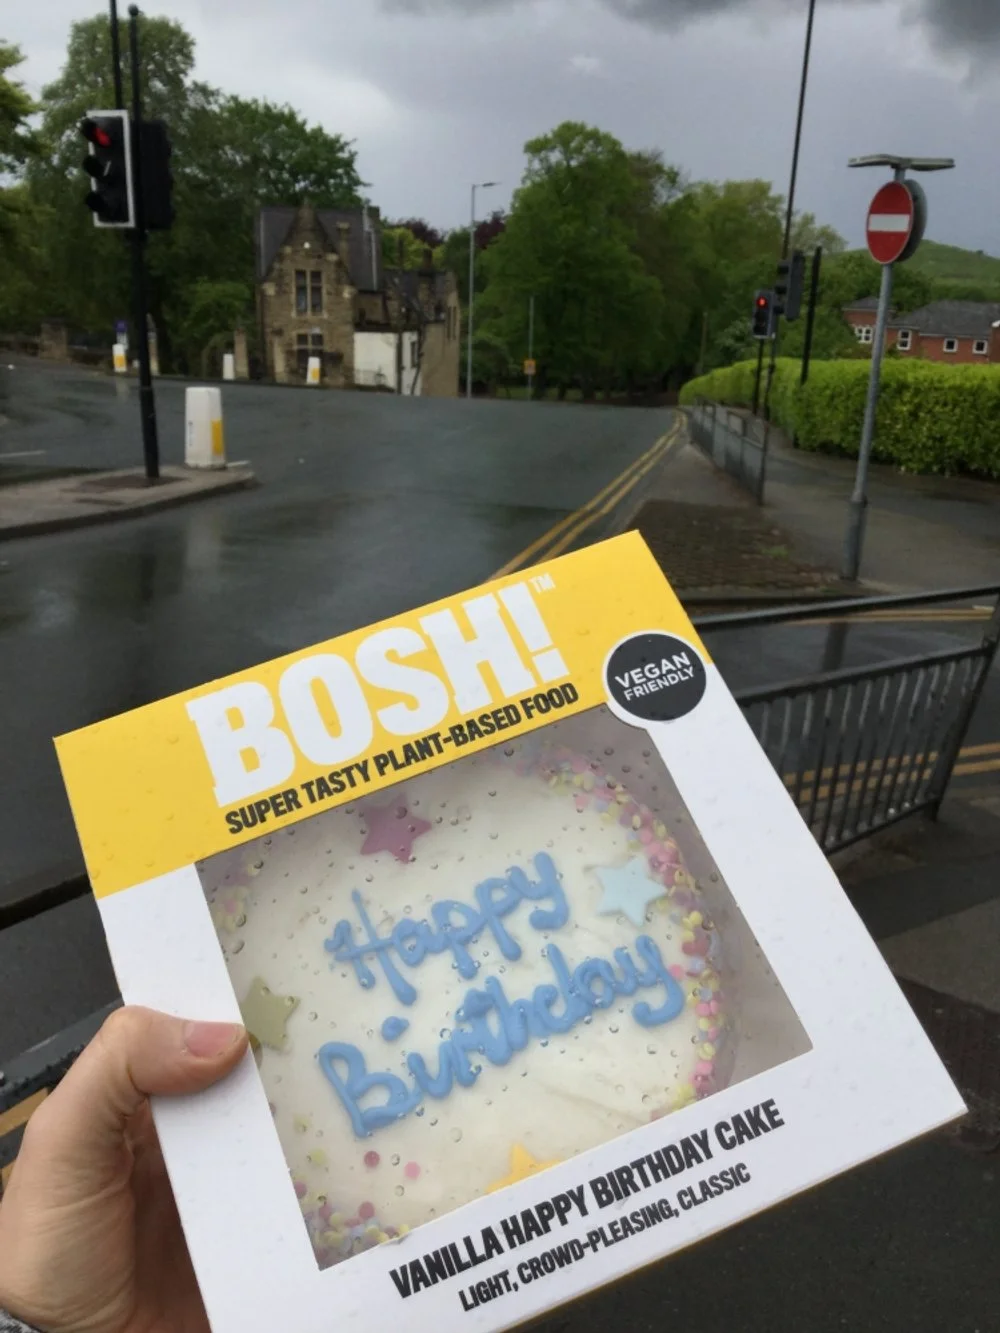 BOSH!™
SUPER TASTY PLANT-BASED FOOD
VEGAN
FRIENDLY
Happy
Birthday
VANILLA HAPPY BIRTHDAY CAKE
LIGHT, CROWD-PLEASING, CLASSIC